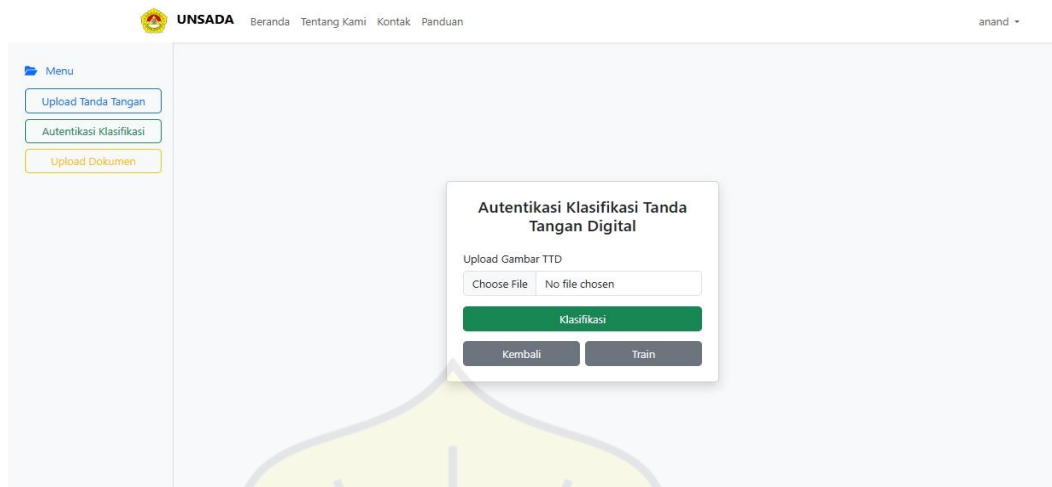 UNSADA Beranda Tentang Kami Kontak Panduan anand
Menu
Upload Tanda Tangan
Autentikasi Klasifikasi
Upload Dokumen
Autentikasi Klasifikasi Tanda
Tangan Digital
Upload Gambar TTD
Choose File No file chosen
Klasifikasi
Kembali Train